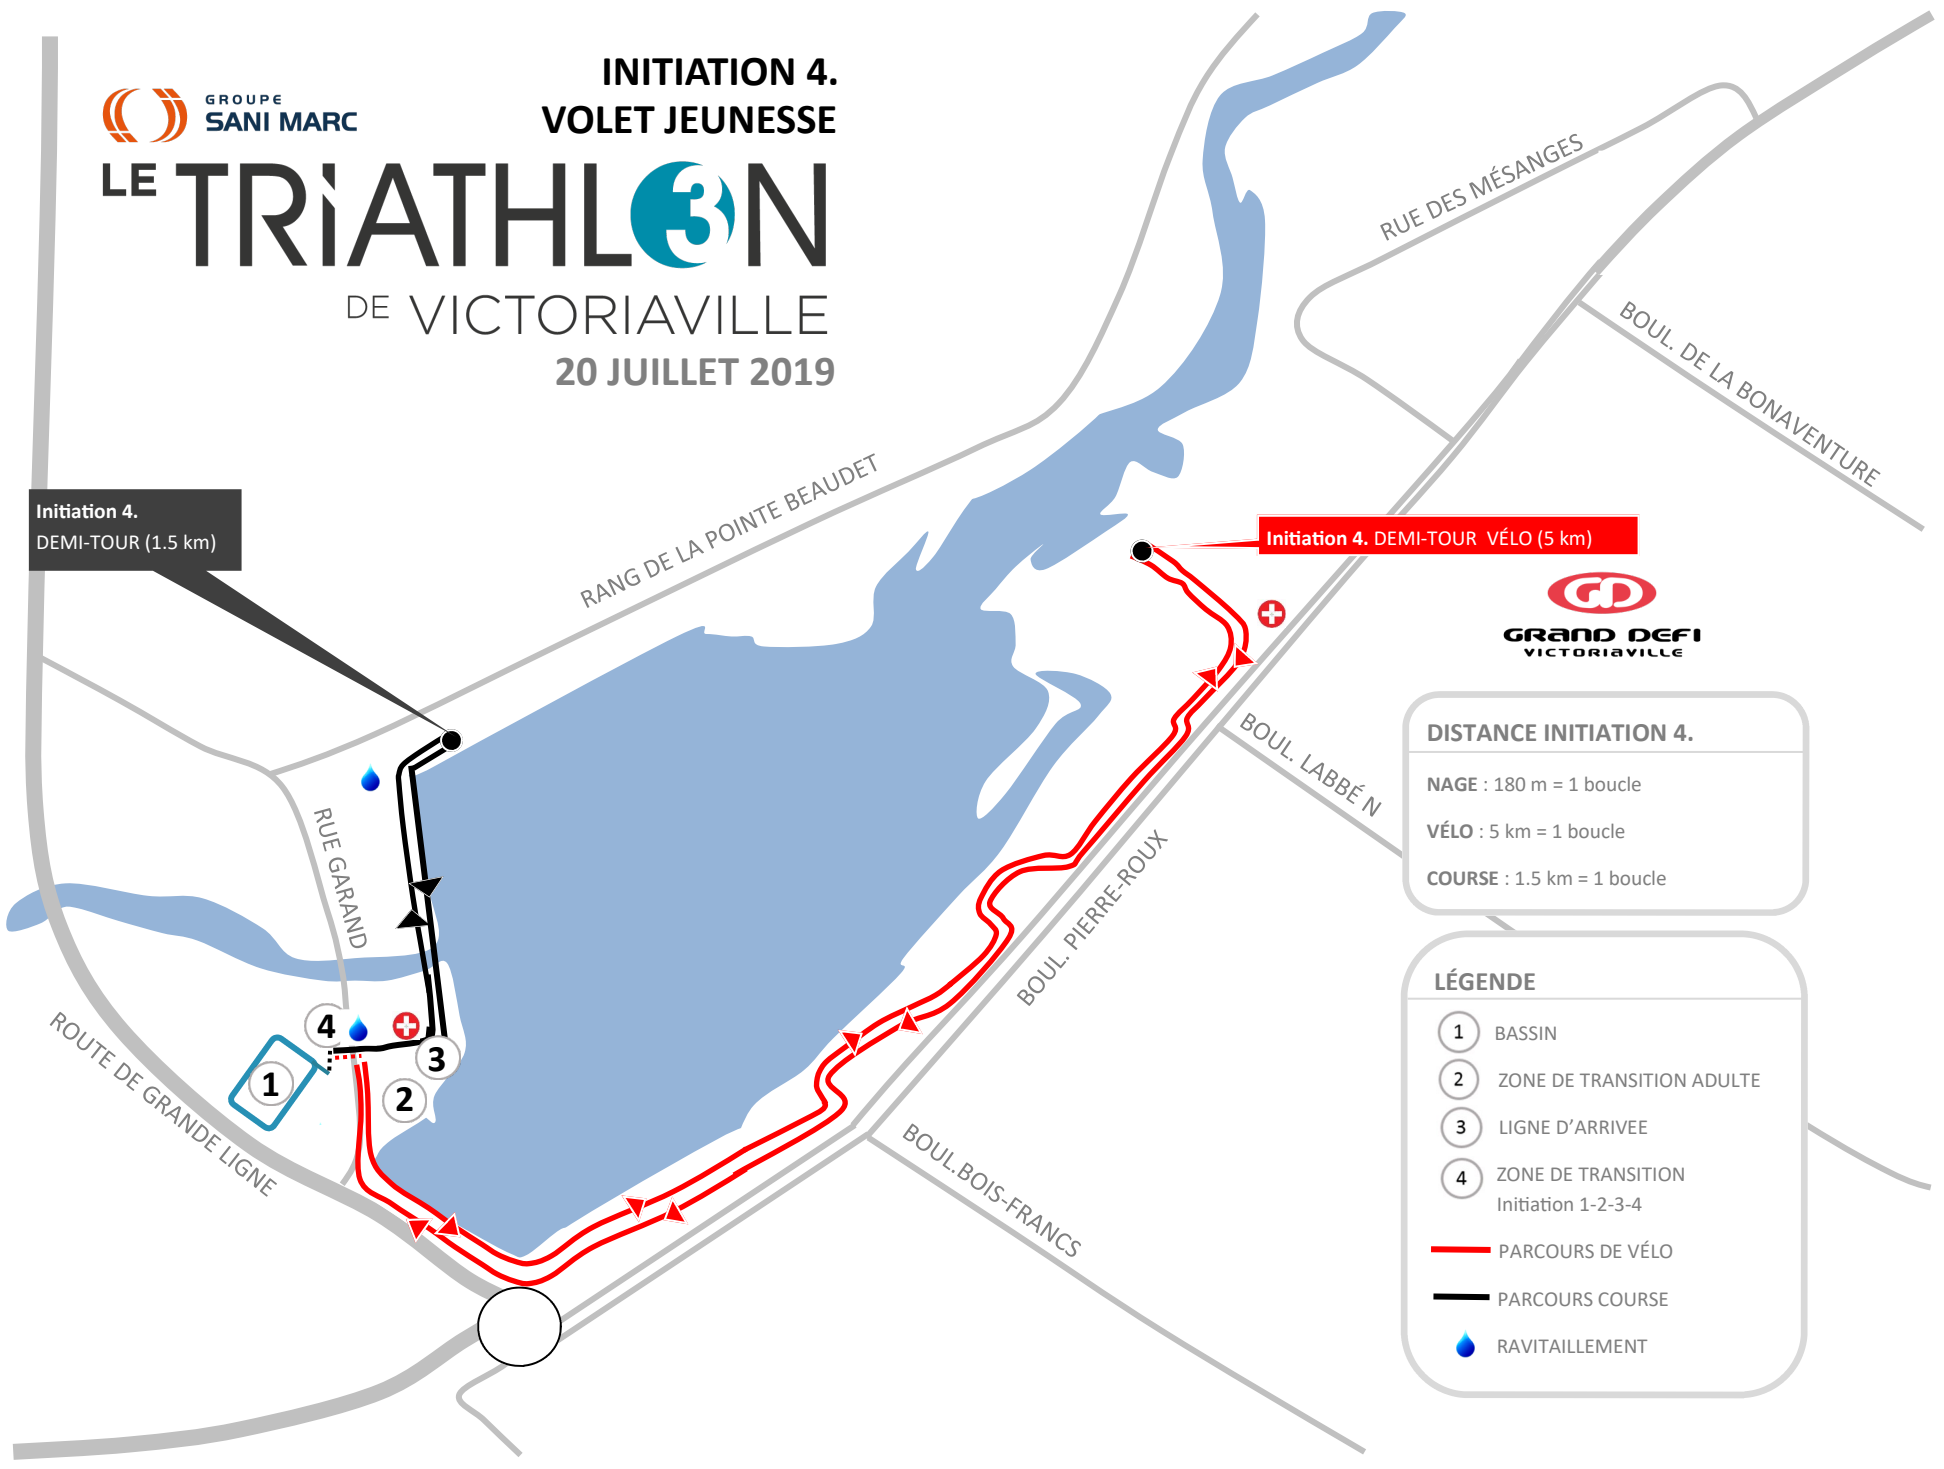 INITIATION 4.
VOLET JEUNESSE
GROUPE
SANI MARC
LE TRIATHL3N
DE VICTORIAVILLE
20 JUILLET 2019
RUE DES MÉSANGES
BOUL. DE LA BONAVENTURE
RANG DE LA POINTE BEAUDET
Initiation 4.
DEMI-TOUR (1.5 km)
Initiation 4. DEMI-TOUR VÉLO (5 km)
GD
GRAND DEFI
VICTORIAVILLE
BOUL. LABBÉ N
RUE GARAND
BOUL. PIERRE-ROUX
ROUTE DE GRANDE LIGNE
BOUL.BOIS-FRANCS
4
3
1
2
DISTANCE INITIATION 4.
NAGE : 180 m = 1 boucle
VÉLO : 5 km = 1 boucle
COURSE : 1.5 km = 1 boucle
LÉGENDE
1 BASSIN
2 ZONE DE TRANSITION ADULTE
3 LIGNE D'ARRIVEE
4 ZONE DE TRANSITION
Initiation 1-2-3-4
PARCOURS DE VÉLO
PARCOURS COURSE
RAVITAILLEMENT